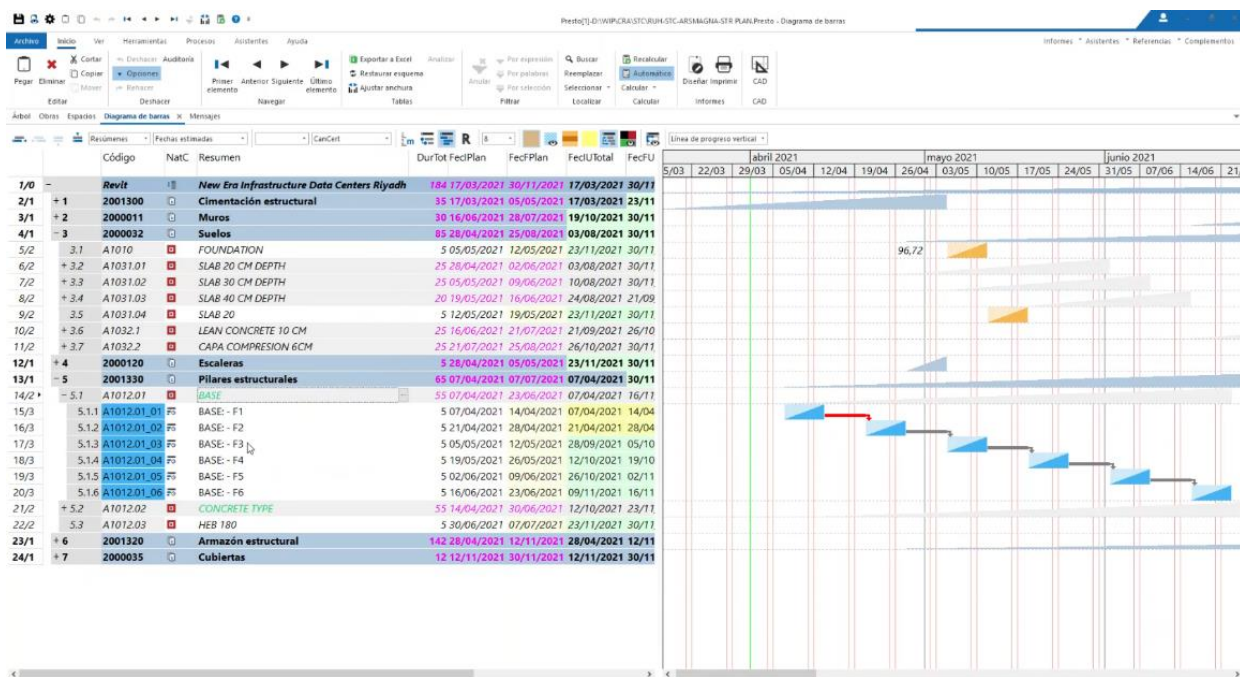 Presto[1]-D:\WIP\CRA\STC\RUH-STC-ARSMAGNA-STR PLAN.Presto - Diagrama de barras
Archivo Inicio Ver Herramientas Procesos Asistentes Ayuda Informes * Asistentes * Referencias * Complementos
Pegar Eliminar Cortar Copiar Mover Deshacer Opciones Rehacer Auditoría
Primer elemento Anterior Siguiente Último elemento
Exportar a Excel Restaurar esquema Ajustar anchura Analizar
Anular Por expresión Por palabras Por selección
Buscar Reemplazar Seleccionar Recalcular Automático Calcular
Diseñar Imprimir CAD
Editar Deshacer Navegar Tablas Filtrar Localizar Calcular Informes CAD
Árbol Obras Espacios Diagrama de barras × Mensajes
Resúmenes Fechas estimadas CanCert R 8 Línea de progreso vertical
Código NatC Resumen DurTot FecIPlan FecFPlan FecIUTotal FecFU
abril 2021 mayo 2021 junio 2021
5/03 22/03 29/03 05/04 12/04 19/04 26/04 03/05 10/05 17/05 24/05 31/05 07/06 14/06 21/
1/0 − Revit New Era Infrastructure Data Centers Riyadh 184 17/03/2021 30/11/2021 17/03/2021 30/11
2/1 + 1 2001300 Cimentación estructural 35 17/03/2021 05/05/2021 17/03/2021 23/11
3/1 + 2 2000011 Muros 30 16/06/2021 28/07/2021 19/10/2021 30/11
4/1 − 3 2000032 Suelos 85 28/04/2021 25/08/2021 03/08/2021 30/11
5/2 3.1 A1010 FOUNDATION 5 05/05/2021 12/05/2021 23/11/2021 30/11 96,72
6/2 + 3.2 A1031.01 SLAB 20 CM DEPTH 25 28/04/2021 02/06/2021 03/08/2021 30/11
7/2 + 3.3 A1031.02 SLAB 30 CM DEPTH 25 05/05/2021 09/06/2021 10/08/2021 30/11
8/2 + 3.4 A1031.03 SLAB 40 CM DEPTH 20 19/05/2021 16/06/2021 24/08/2021 21/09
9/2 3.5 A1031.04 SLAB 20 5 12/05/2021 19/05/2021 23/11/2021 30/11
10/2 + 3.6 A1032.1 LEAN CONCRETE 10 CM 25 16/06/2021 21/07/2021 21/09/2021 26/10
11/2 + 3.7 A1032.2 CAPA COMPRESION 6CM 25 21/07/2021 25/08/2021 26/10/2021 30/11
12/1 + 4 2000120 Escaleras 5 28/04/2021 05/05/2021 23/11/2021 30/11
13/1 − 5 2001330 Pilares estructurales 65 07/04/2021 07/07/2021 07/04/2021 30/11
14/2 − 5.1 A1012.01 BASE 55 07/04/2021 23/06/2021 07/04/2021 16/11
15/3 5.1.1 A1012.01_01 BASE: - F1 5 07/04/2021 14/04/2021 07/04/2021 14/04
16/3 5.1.2 A1012.01_02 BASE: - F2 5 21/04/2021 28/04/2021 21/04/2021 28/04
17/3 5.1.3 A1012.01_03 BASE: - F3 5 05/05/2021 12/05/2021 28/09/2021 05/10
18/3 5.1.4 A1012.01_04 BASE: - F4 5 19/05/2021 26/05/2021 12/10/2021 19/10
19/3 5.1.5 A1012.01_05 BASE: - F5 5 02/06/2021 09/06/2021 26/10/2021 02/11
20/3 5.1.6 A1012.01_06 BASE: - F6 5 16/06/2021 23/06/2021 09/11/2021 16/11
21/2 + 5.2 A1012.02 CONCRETE TYPE 55 14/04/2021 30/06/2021 12/10/2021 23/11
22/2 5.3 A1012.03 HEB 180 5 30/06/2021 07/07/2021 23/11/2021 30/11
23/1 + 6 2001320 Armazón estructural 142 28/04/2021 12/11/2021 28/04/2021 12/11
24/1 + 7 2000035 Cubiertas 12 12/11/2021 30/11/2021 12/11/2021 30/11